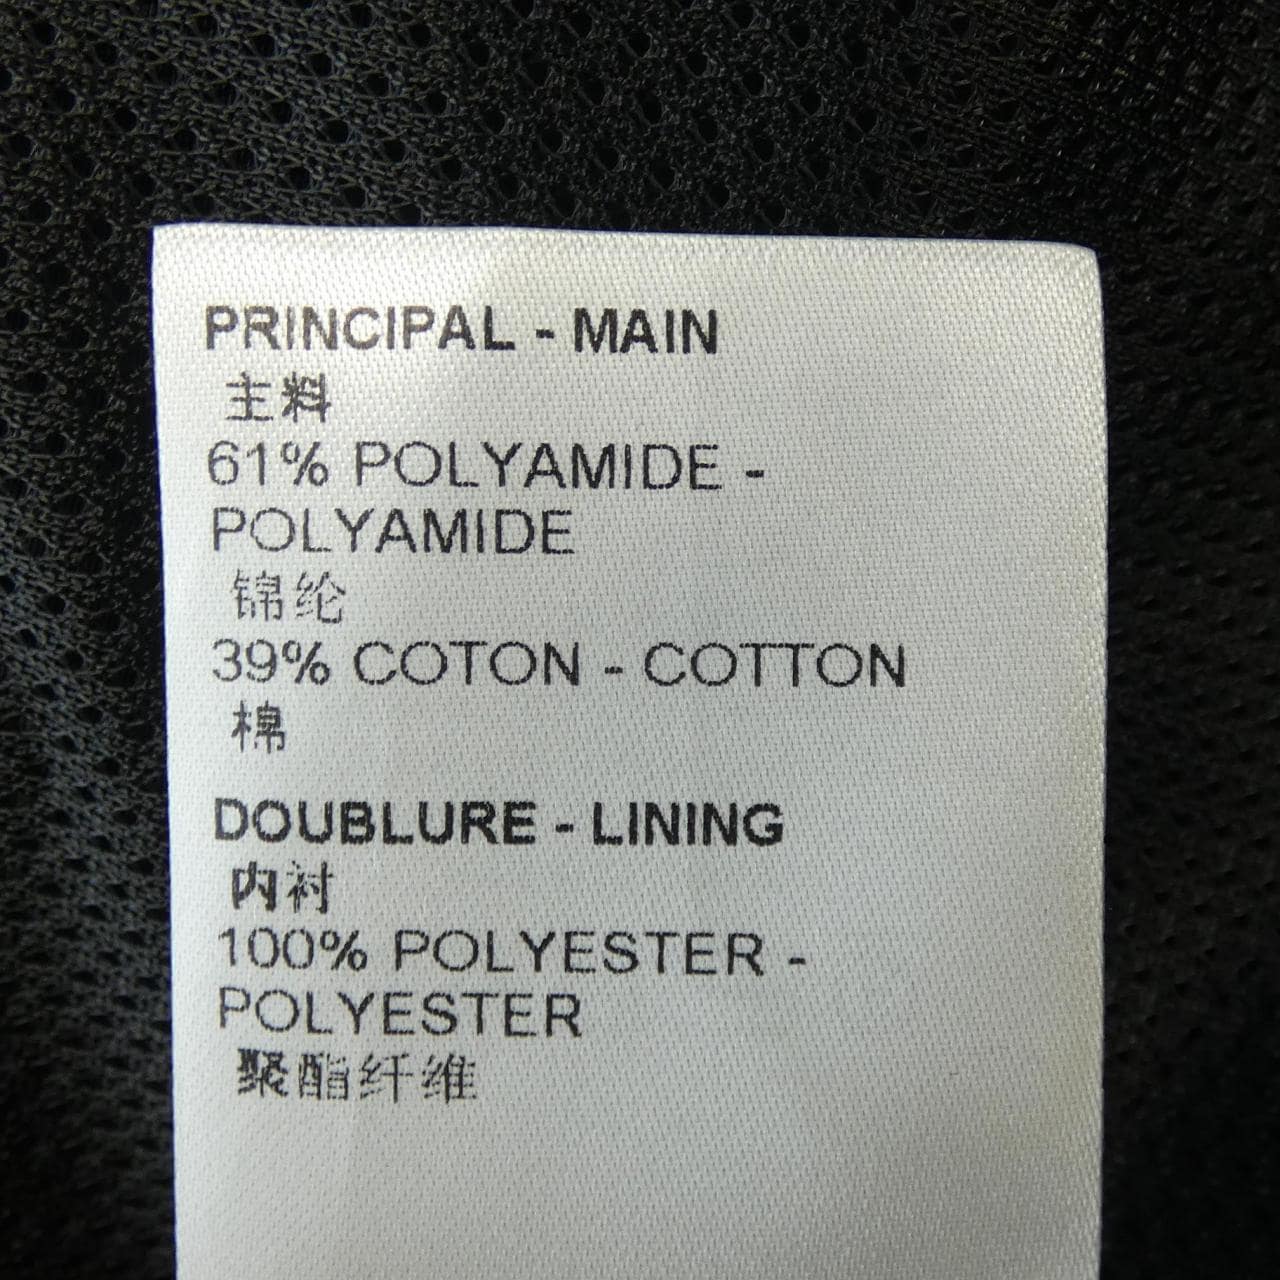 PRINCIPAL - MAIN
主料
61% POLYAMIDE -
POLYAMIDE
锦纶
39% COTON - COTTON
棉
DOUBLURE - LINING
内衬
100% POLYESTER -
POLYESTER
聚酯纤维